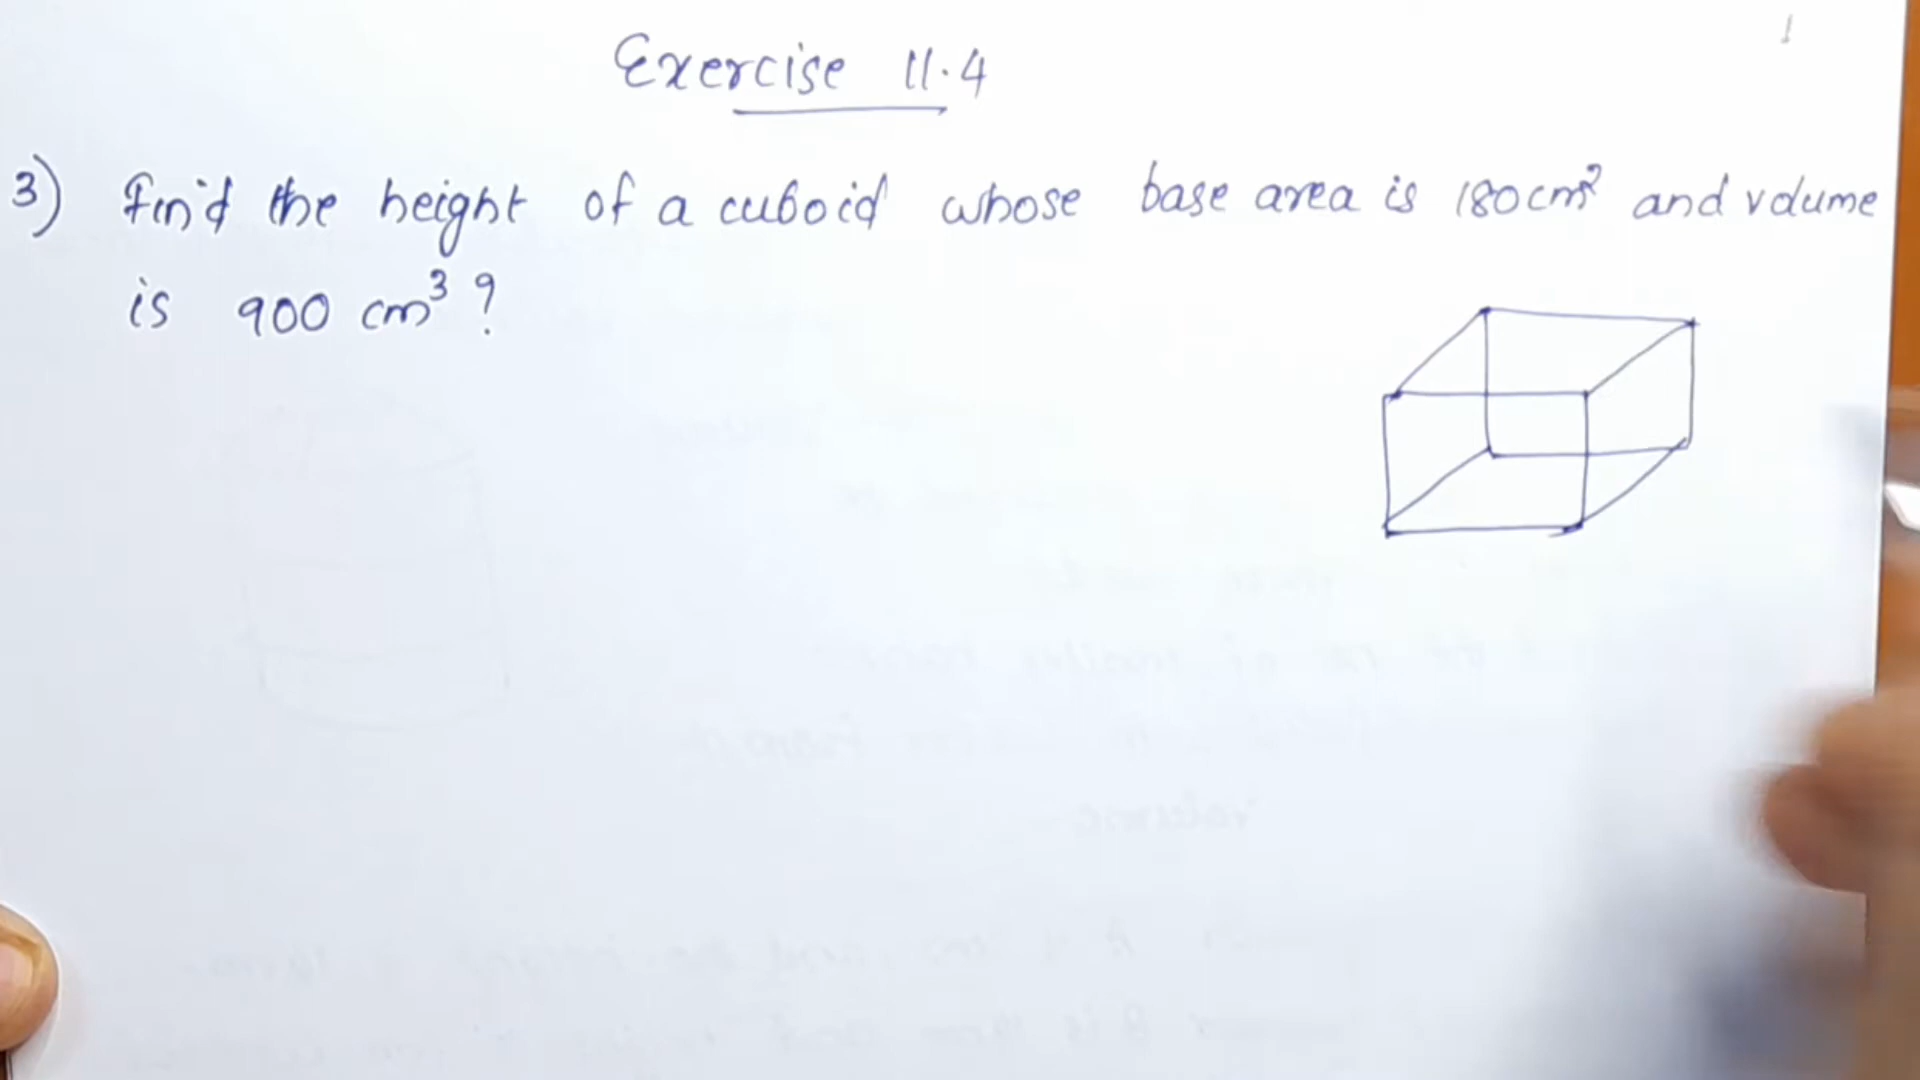 Exercise 11.4
3) Find the height of a cuboid whose base area is 180cm² and volume
is 900 cm³?